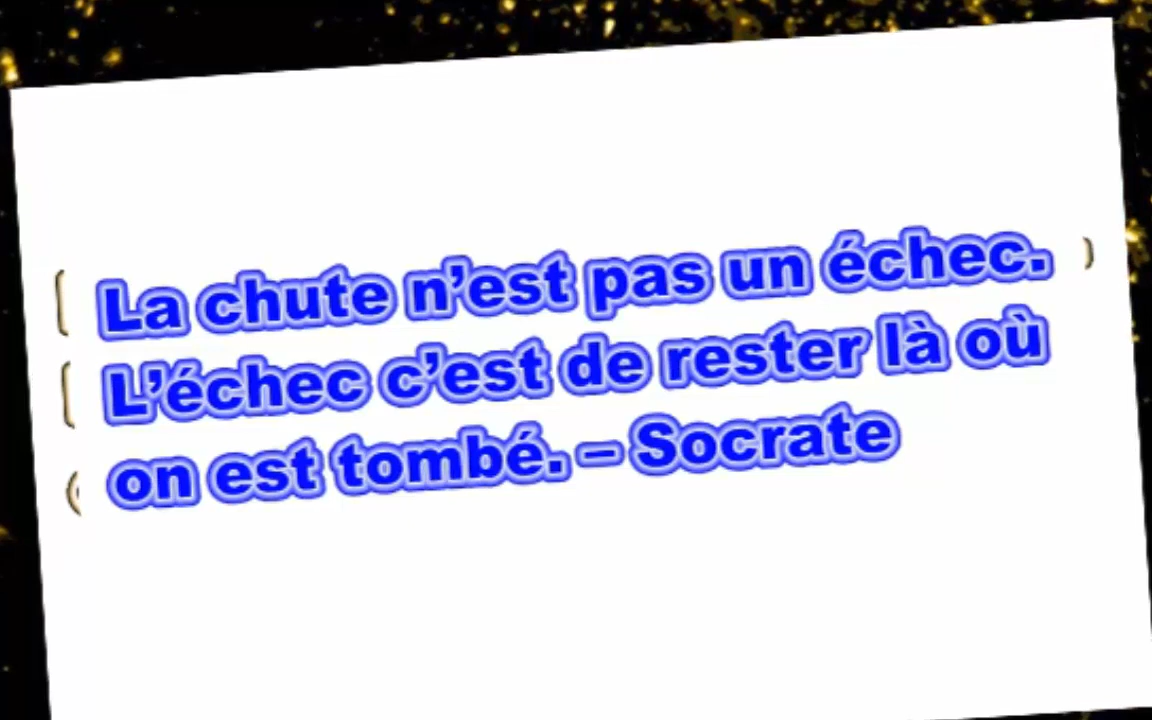 La chute n’est pas un échec.
L’échec c’est de rester là où
on est tombé. – Socrate